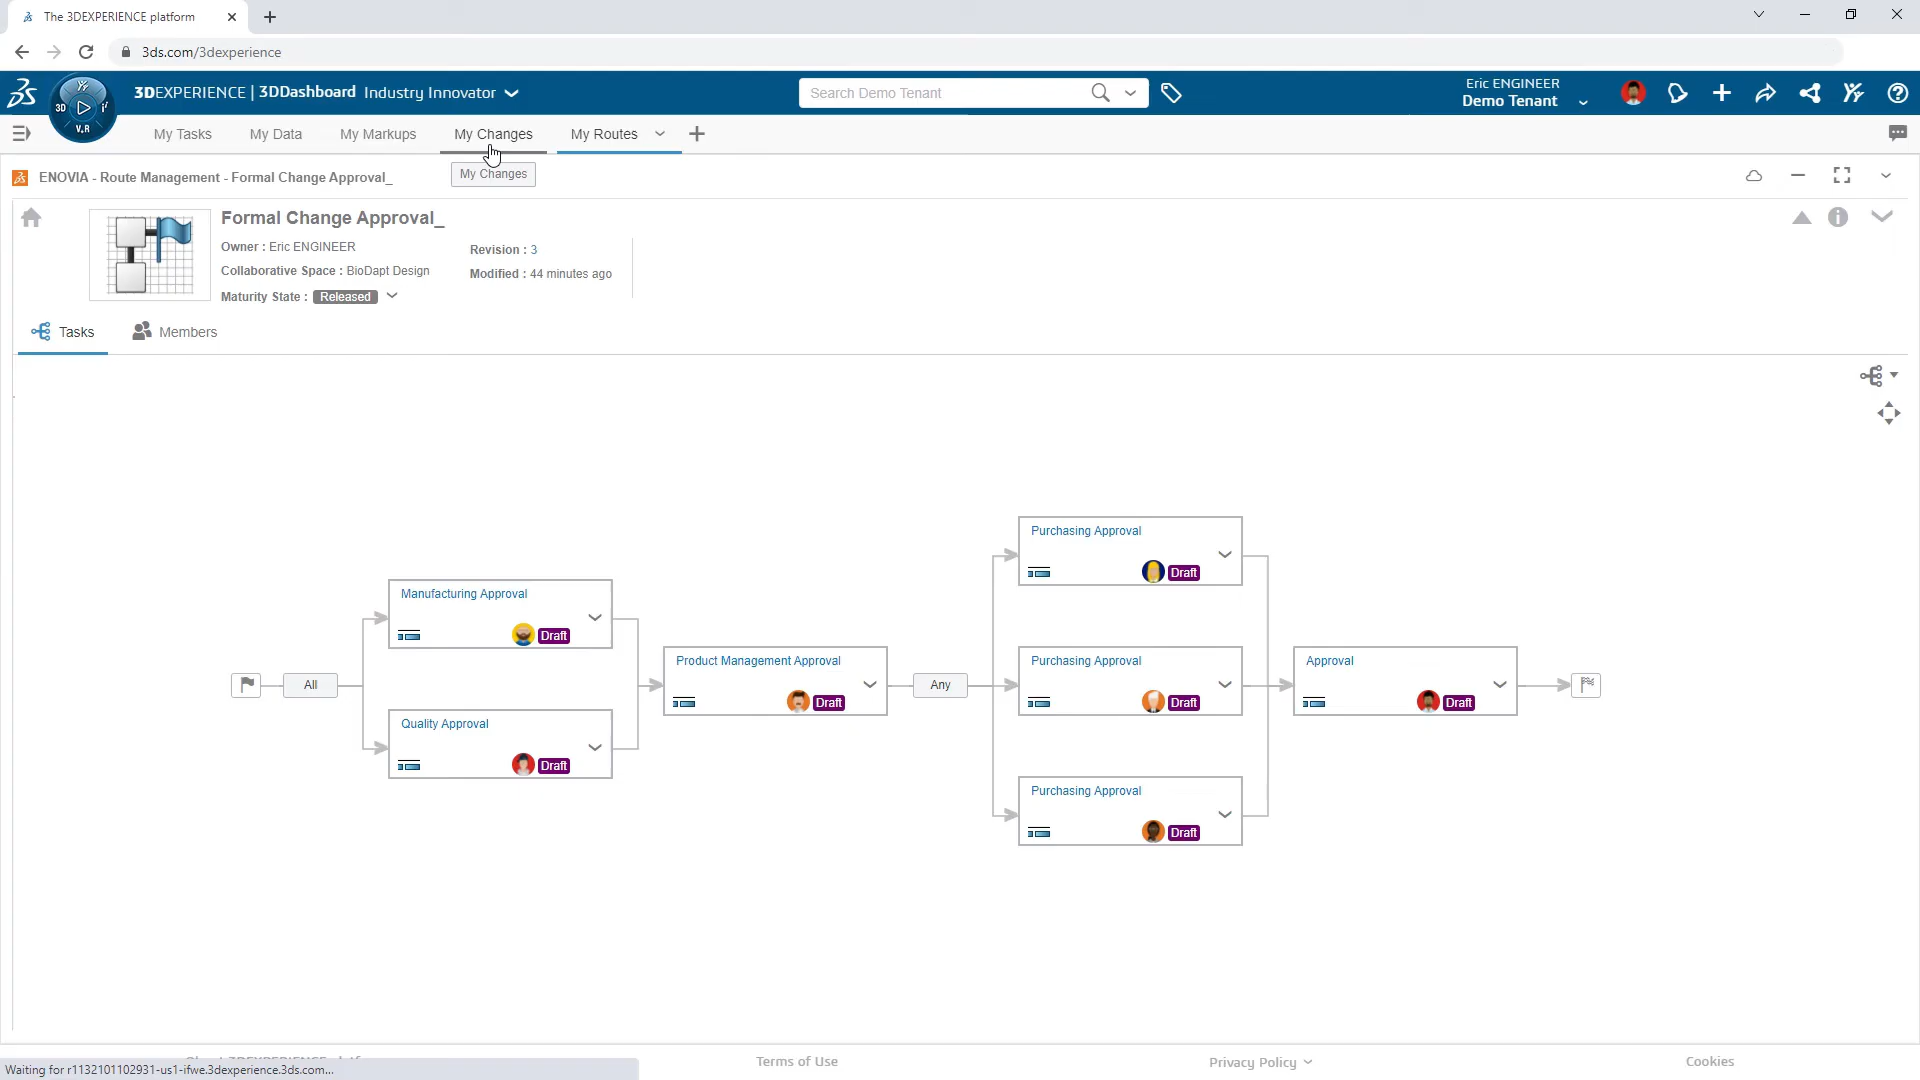 The 3DEXPERIENCE platform
3ds.com/3dexperience
3DEXPERIENCE | 3DDashboard Industry Innovator
Search Demo Tenant
Eric ENGINEER
Demo Tenant
3D
V.R
My Tasks
My Data
My Markups
My Changes
My Routes
My Changes
ENOVIA - Route Management - Formal Change Approval_
Formal Change Approval_
Owner : Eric ENGINEER
Collaborative Space : BioDapt Design
Maturity State : Released
Revision : 3
Modified : 44 minutes ago
Tasks
Members
All
Manufacturing Approval
Draft
Quality Approval
Draft
Product Management Approval
Draft
Any
Purchasing Approval
Draft
Purchasing Approval
Draft
Purchasing Approval
Draft
Approval
Draft
Terms of Use
Privacy Policy
Cookies
Waiting for r1132101102931-us1-ifwe.3dexperience.3ds.com...